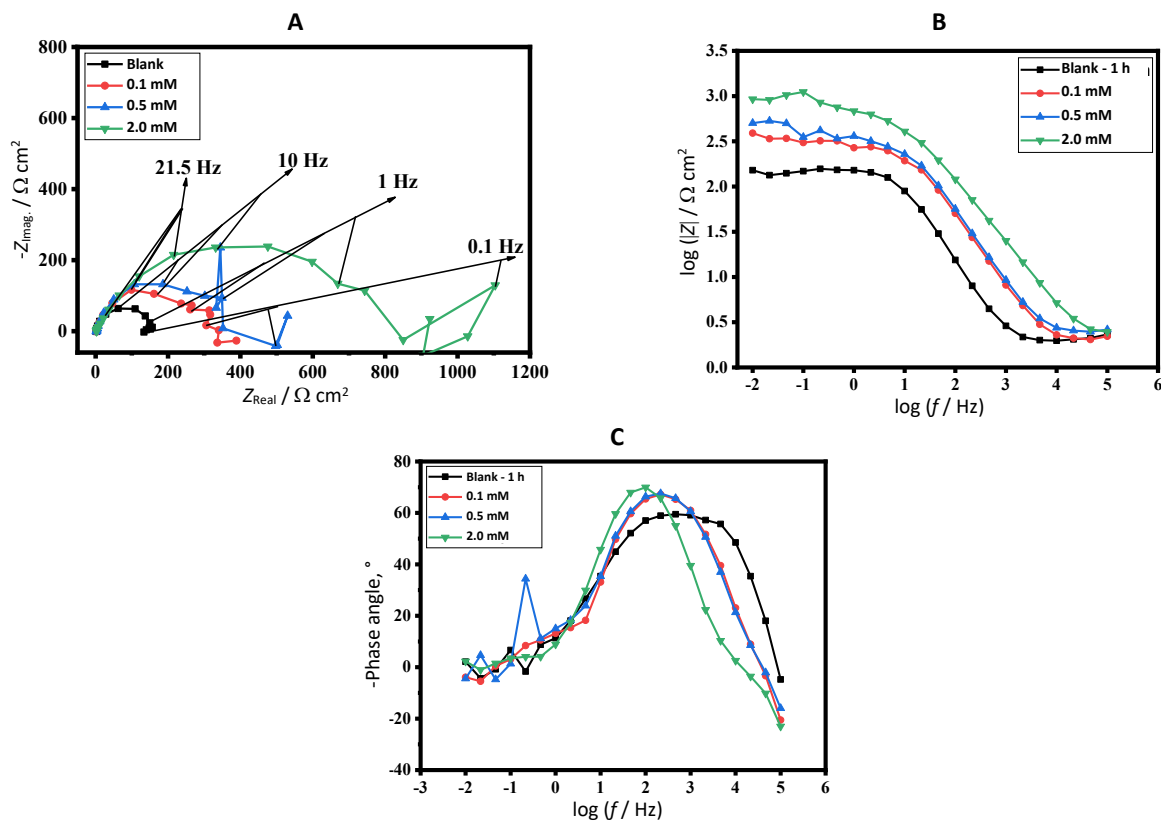 A
800
600
400
200
0
-Z_Imag. / Ω cm²
Blank
0.1 mM
0.5 mM
2.0 mM
21.5 Hz
10 Hz
1 Hz
0.1 Hz
0 200 400 600 800 1000 1200
Z_Real / Ω cm²
B
3.5
3.0
2.5
2.0
1.5
1.0
0.5
0.0
log (|Z| / Ω cm²
Blank - 1 h
0.1 mM
0.5 mM
2.0 mM
-2 -1 0 1 2 3 4 5 6
log (f / Hz)
C
80
60
40
20
0
-20
-40
-Phase angle, °
Blank - 1 h
0.1 mM
0.5 mM
2.0 mM
-3 -2 -1 0 1 2 3 4 5 6
log (f / Hz)